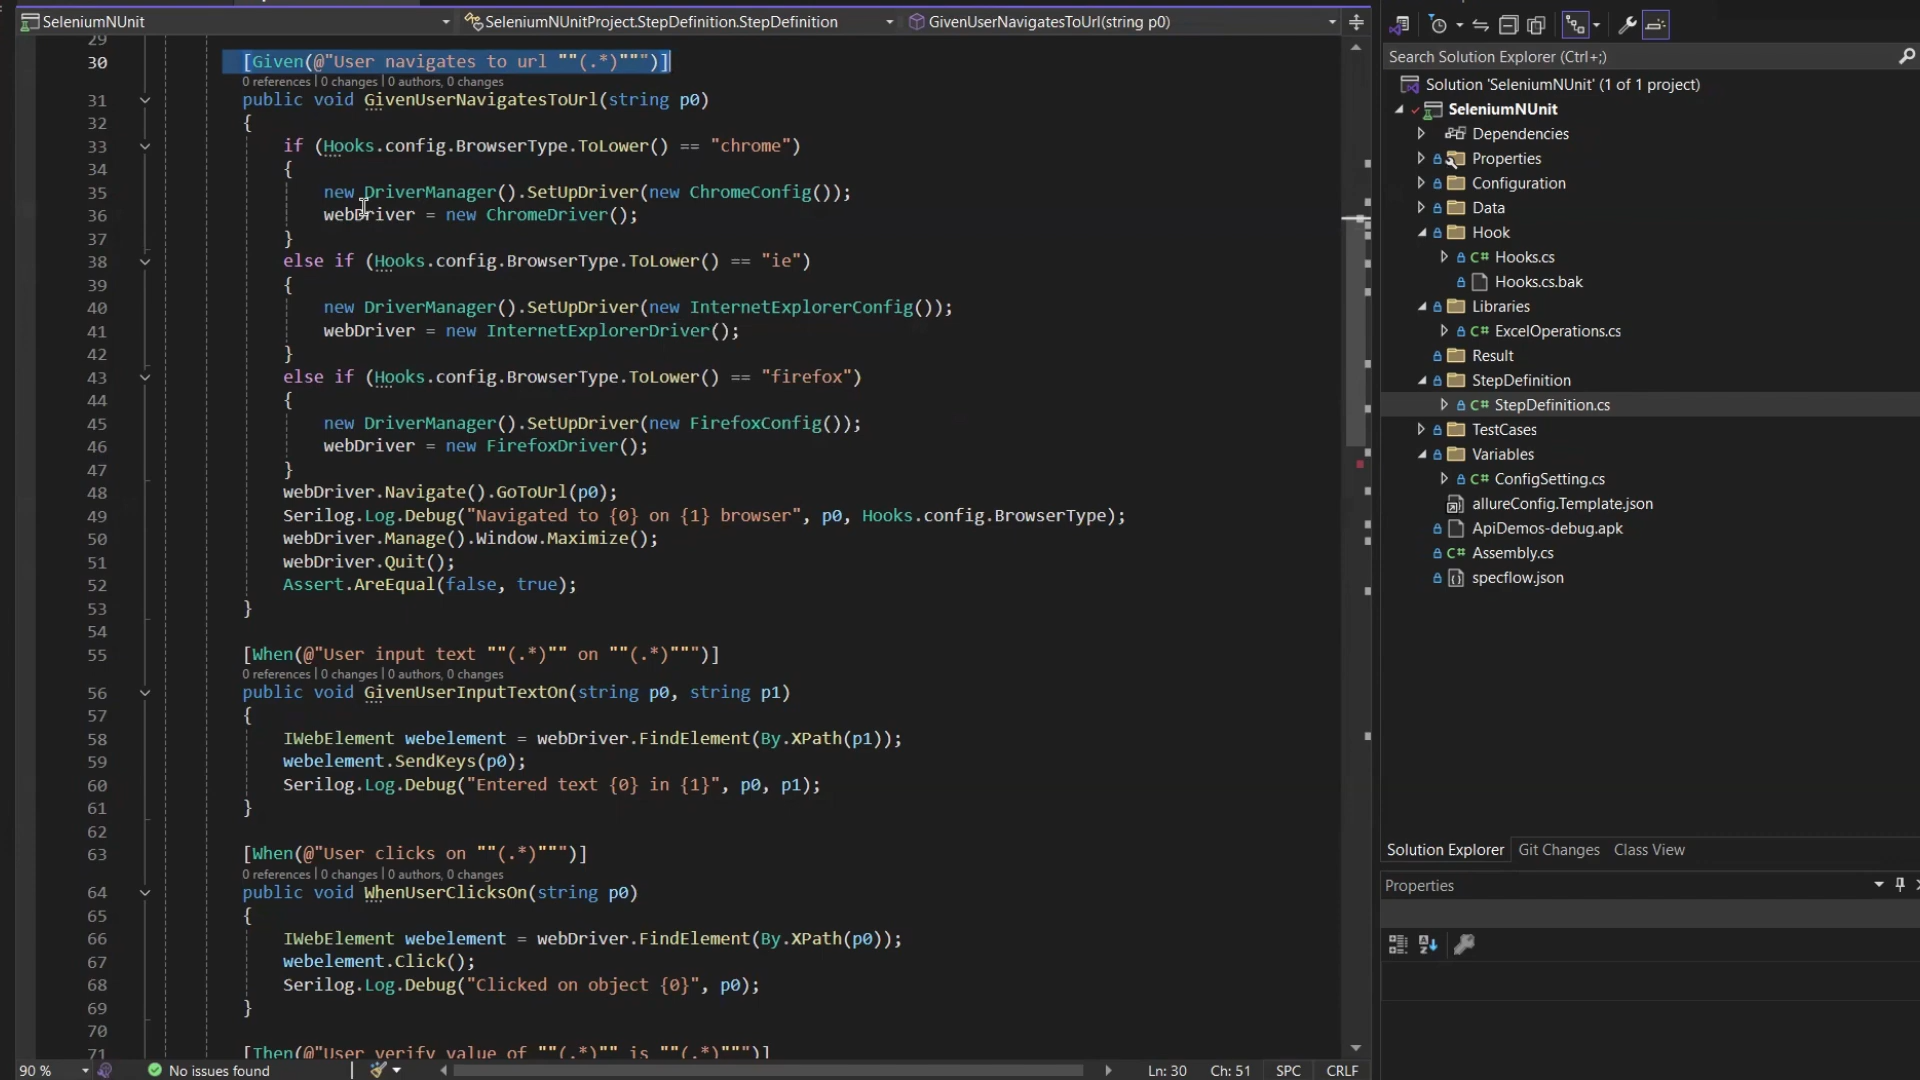 SeleniumNUnit
SeleniumNUnitProject.StepDefinition.StepDefinition
GivenUserNavigatesToUrl(string p0)
29
30 [Given(@"User navigates to url ""(.*)""")]
0 references | 0 changes | 0 authors, 0 changes
31 public void GivenUserNavigatesToUrl(string p0)
32 {
33 if (Hooks.config.BrowserType.ToLower() == "chrome")
34 {
35 new DriverManager().SetUpDriver(new ChromeConfig());
36 webDriver = new ChromeDriver();
37 }
38 else if (Hooks.config.BrowserType.ToLower() == "ie")
39 {
40 new DriverManager().SetUpDriver(new InternetExplorerConfig());
41 webDriver = new InternetExplorerDriver();
42 }
43 else if (Hooks.config.BrowserType.ToLower() == "firefox")
44 {
45 new DriverManager().SetUpDriver(new FirefoxConfig());
46 webDriver = new FirefoxDriver();
47 }
48 webDriver.Navigate().GoToUrl(p0);
49 Serilog.Log.Debug("Navigated to {0} on {1} browser", p0, Hooks.config.BrowserType);
50 webDriver.Manage().Window.Maximize();
51 webDriver.Quit();
52 Assert.AreEqual(false, true);
53 }
54
55 [When(@"User input text ""(.*)"" on ""(.*)""")]
0 references | 0 changes | 0 authors, 0 changes
56 public void GivenUserInputTextOn(string p0, string p1)
57 {
58 IWebElement webelement = webDriver.FindElement(By.XPath(p1));
59 webelement.SendKeys(p0);
60 Serilog.Log.Debug("Entered text {0} in {1}", p0, p1);
61 }
62
63 [When(@"User clicks on ""(.*)""")]
0 references | 0 changes | 0 authors, 0 changes
64 public void WhenUserClicksOn(string p0)
65 {
66 IWebElement webelement = webDriver.FindElement(By.XPath(p0));
67 webelement.Click();
68 Serilog.Log.Debug("Clicked on object {0}", p0);
69 }
70
71 [Then(@"User verify value of ""(.*)"" is ""(.*)""")]
90 %
No issues found
Ln: 30
Ch: 51
SPC
CRLF
Search Solution Explorer (Ctrl+;)
Solution 'SeleniumNUnit' (1 of 1 project)
SeleniumNUnit
Dependencies
Properties
Configuration
Data
Hook
C# Hooks.cs
Hooks.cs.bak
Libraries
C# ExcelOperations.cs
Result
StepDefinition
C# StepDefinition.cs
TestCases
Variables
C# ConfigSetting.cs
allureConfig.Template.json
ApiDemos-debug.apk
C# Assembly.cs
specflow.json
Solution Explorer
Git Changes
Class View
Properties